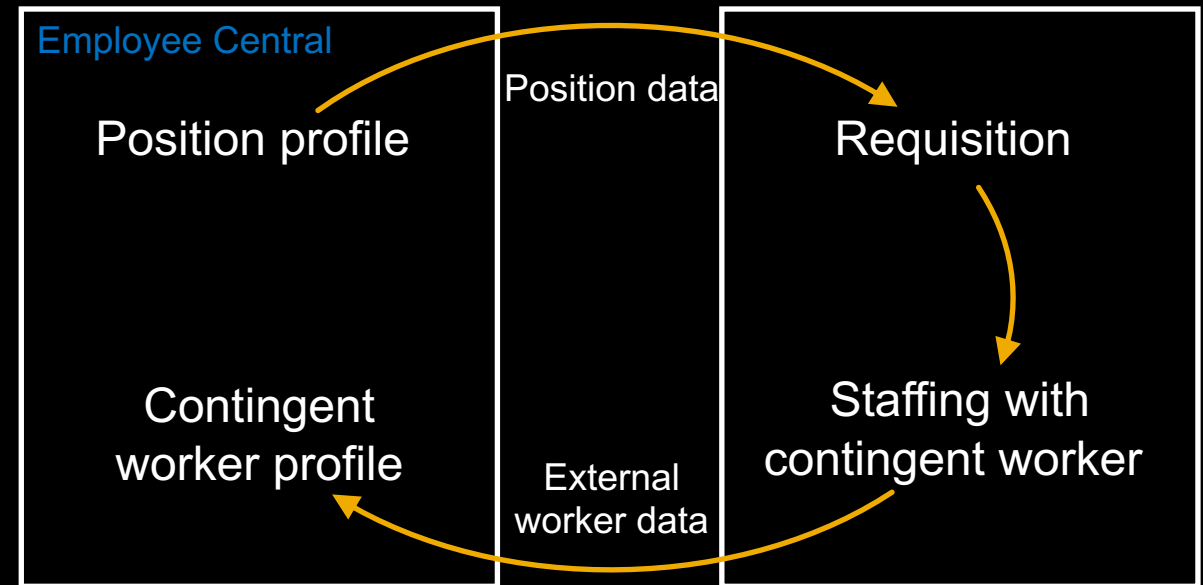 Employee Central
Position data
Position profile
Requisition
Contingent
worker profile
Staffing with
contingent worker
External
worker data